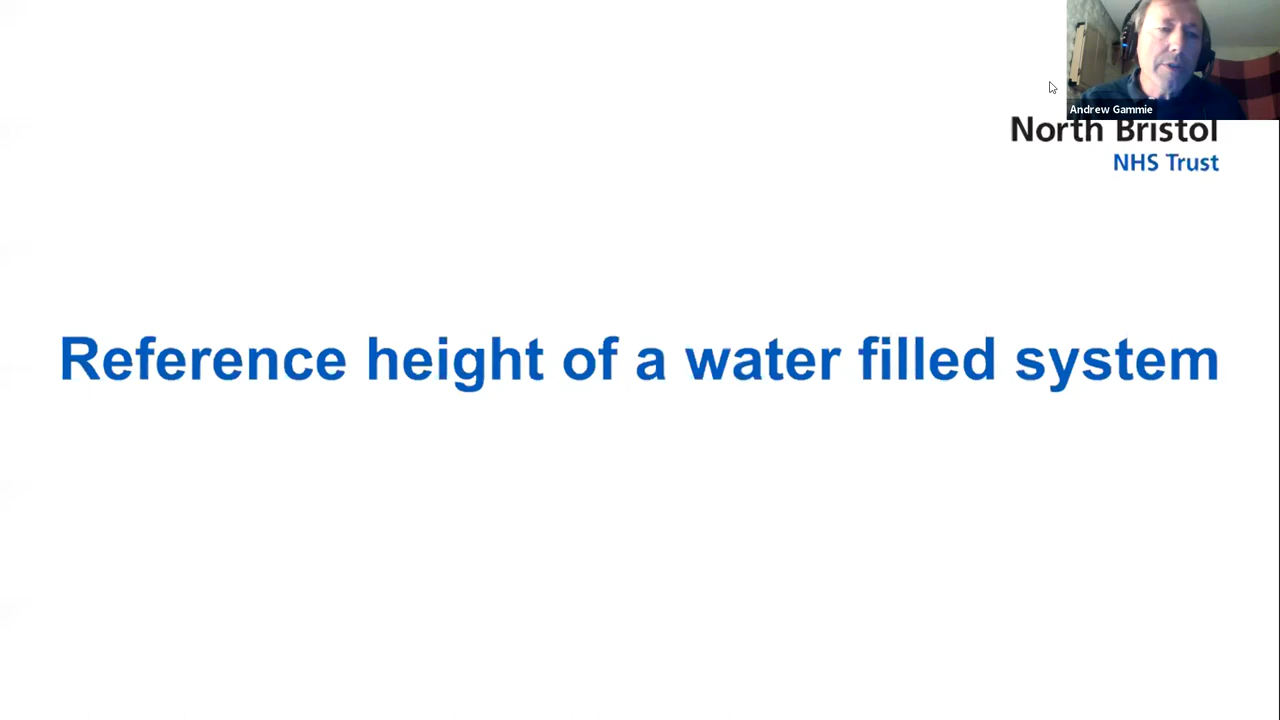 Andrew Gammie
North Bristol
NHS Trust
Reference height of a water filled system